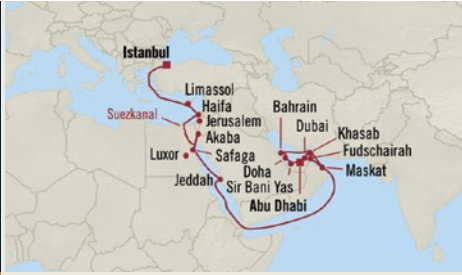 Istanbul
Limassol
Haifa
Suezkanal
Jerusalem
Bahrain
Dubai
Akaba
Khasab
Luxor
Safaga
Doha
Fudschairah
Jeddah
Sir Bani Yas
Maskat
Abu Dhabi